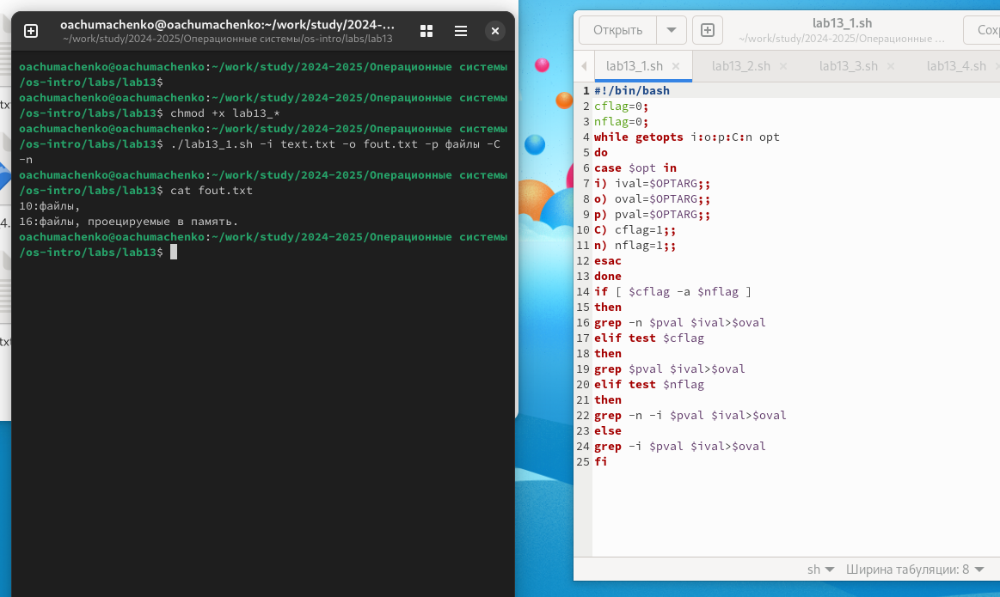 oachumachenko@oachumachenko:~/work/study/2024-...
~/work/study/2024-2025/Операционные системы/os-intro/labs/lab13
oachumachenko@oachumachenko:~/work/study/2024-2025/Операционные системы
/os-intro/labs/lab13$
oachumachenko@oachumachenko:~/work/study/2024-2025/Операционные системы
/os-intro/labs/lab13$ chmod +x lab13_*
oachumachenko@oachumachenko:~/work/study/2024-2025/Операционные системы
/os-intro/labs/lab13$ ./lab13_1.sh -i text.txt -o fout.txt -p файлы -C
-n
oachumachenko@oachumachenko:~/work/study/2024-2025/Операционные системы
/os-intro/labs/lab13$ cat fout.txt
10:файлы,
16:файлы, проецируемые в память.
oachumachenko@oachumachenko:~/work/study/2024-2025/Операционные системы
/os-intro/labs/lab13$
Открыть
lab13_1.sh
~/work/study/2024-2025/Операционные ...
lab13_1.sh
lab13_2.sh
lab13_3.sh
lab13_4.sh
1 #!/bin/bash
2 cflag=0;
3 nflag=0;
4 while getopts i:o:p:C:n opt
5 do
6 case $opt in
7 i) ival=$OPTARG;;
8 o) oval=$OPTARG;;
9 p) pval=$OPTARG;;
10 C) cflag=1;;
11 n) nflag=1;;
12 esac
13 done
14 if [ $cflag -a $nflag ]
15 then
16 grep -n $pval $ival>$oval
17 elif test $cflag
18 then
19 grep $pval $ival>$oval
20 elif test $nflag
21 then
22 grep -n -i $pval $ival>$oval
23 else
24 grep -i $pval $ival>$oval
25 fi
sh
Ширина табуляции: 8